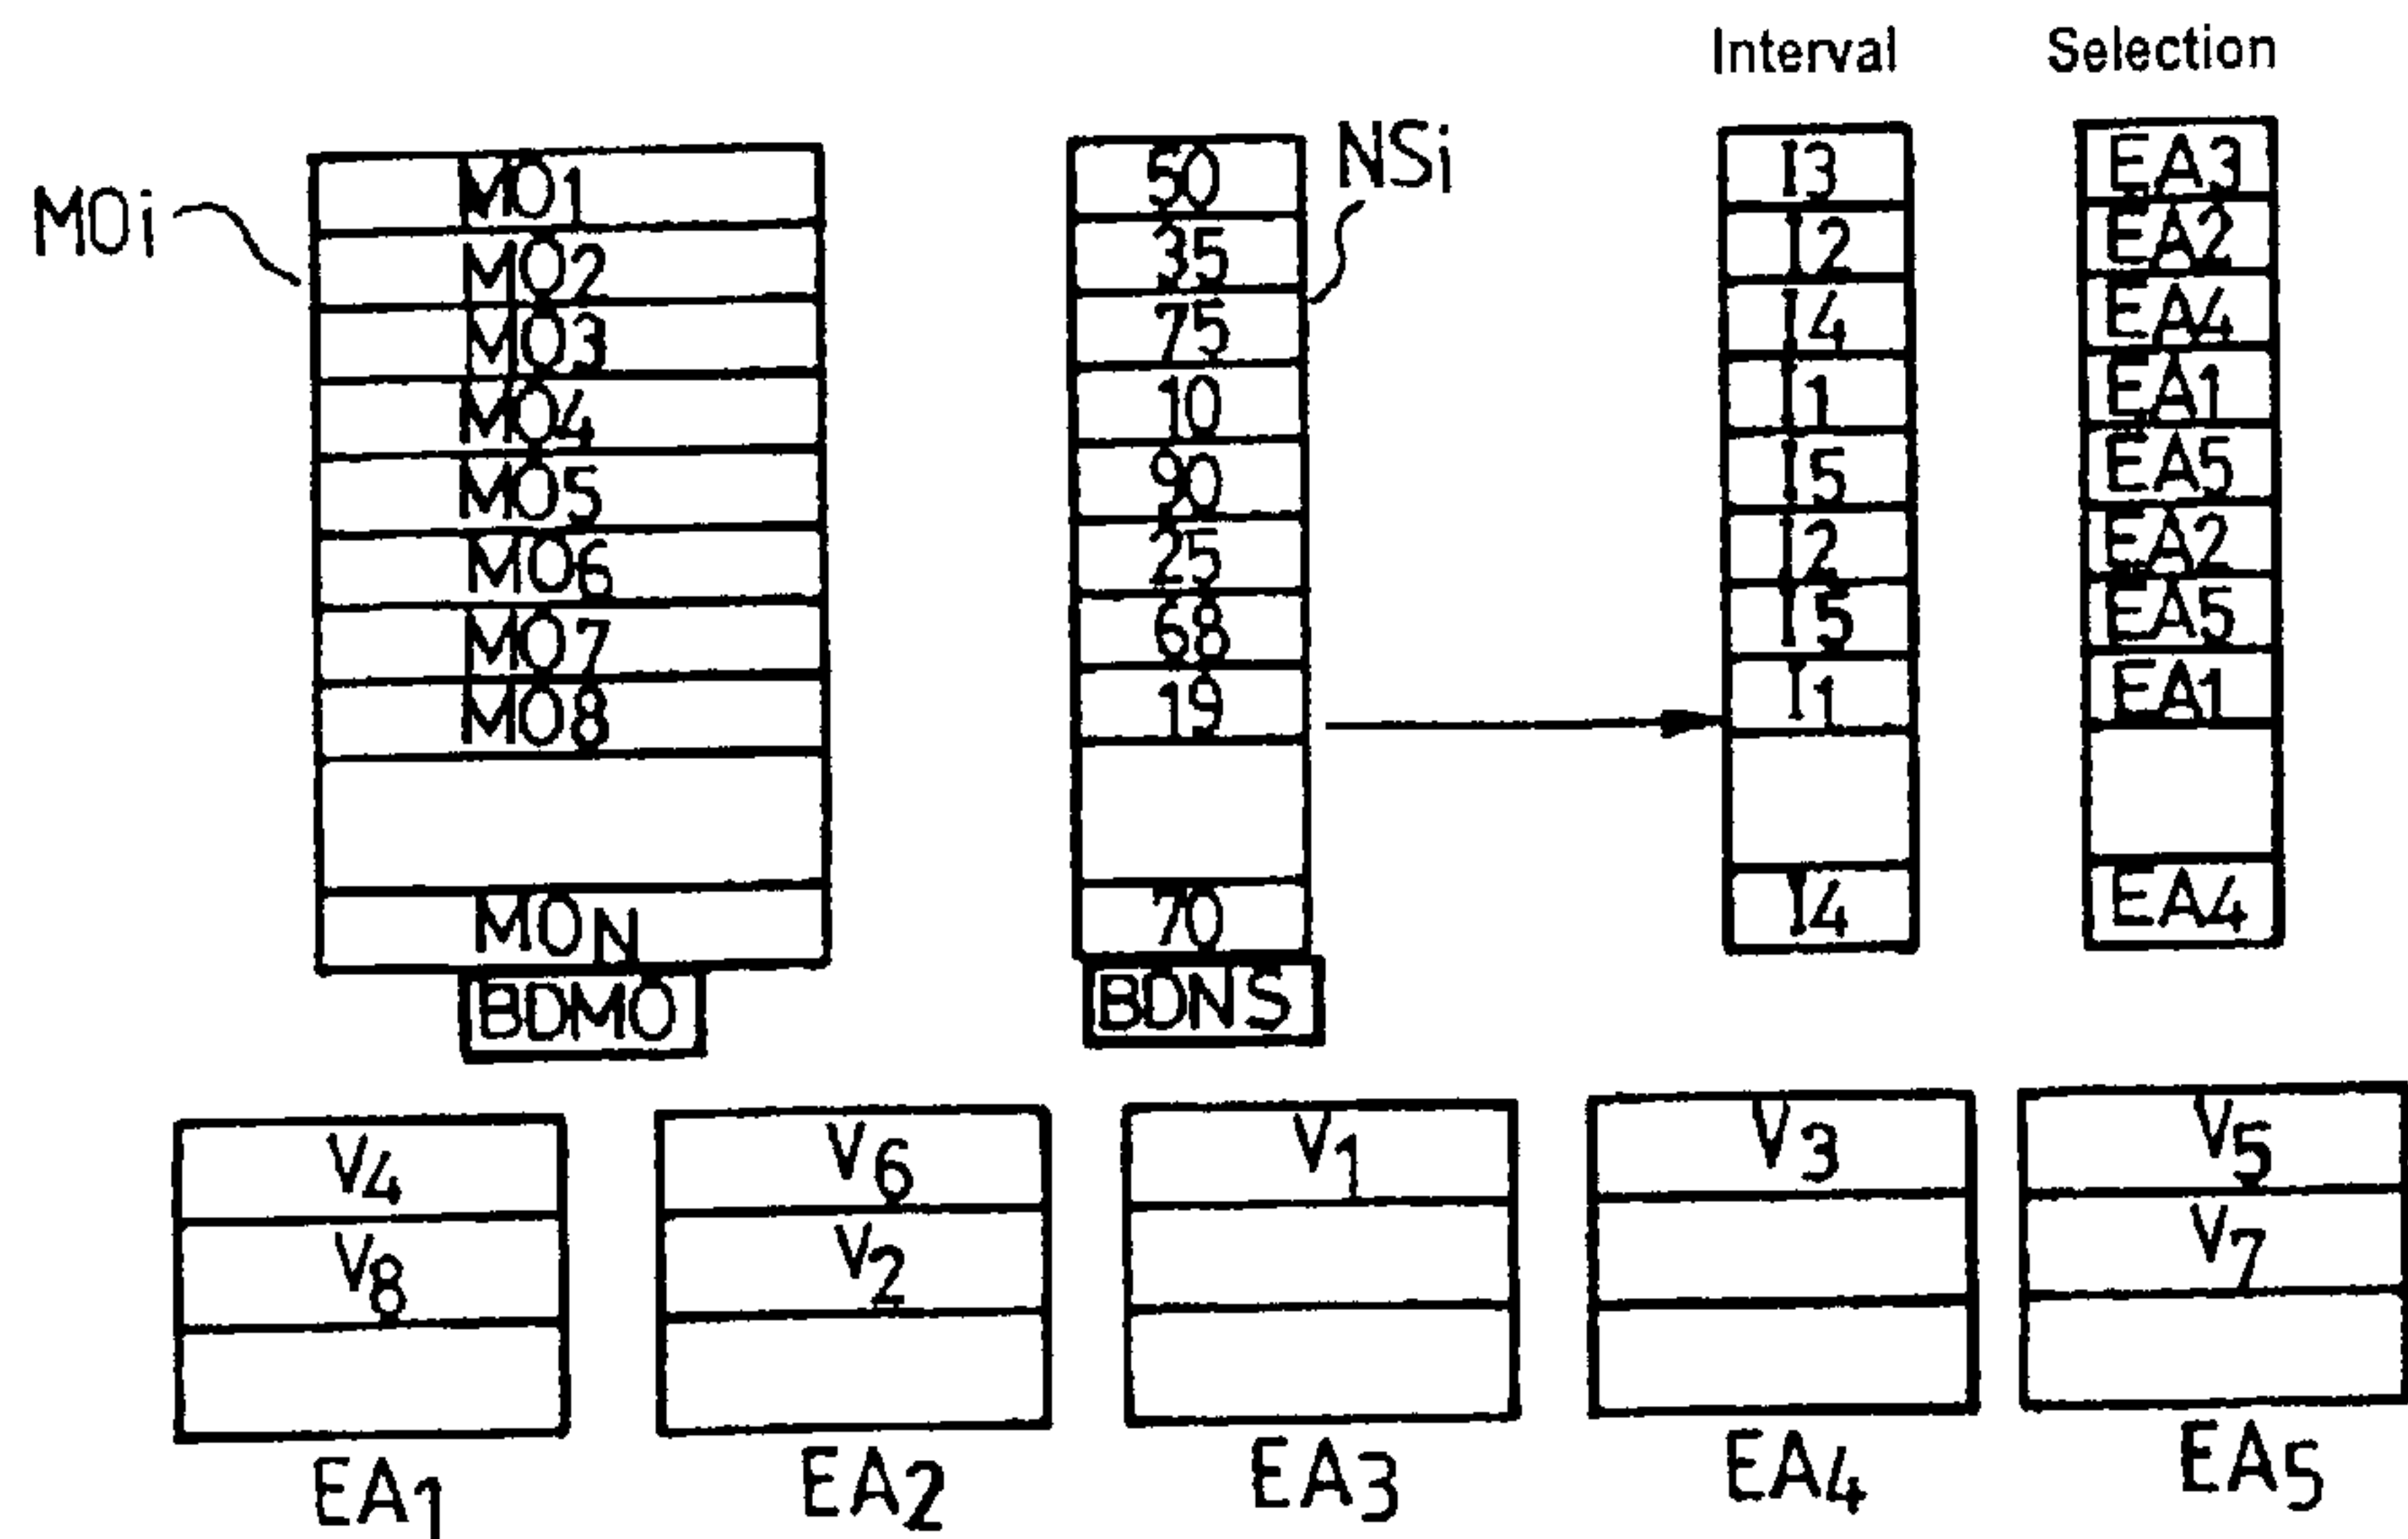 Interval Selection
MOi
NSi
MO1 50 I3 EA3
MO2 35 I2 EA2
MO3 75 I4 EA4
MO4 10 I1 EA1
MO5 90 I5 EA5
MO6 25 I2 EA2
MO7 68 I5 EA5
MO8 19 I1 EA1
MON 70 I4 EA4
BDMO BDNS
V4 V6 V1 V3 V5
V8 V2 V7
EA1 EA2 EA3 EA4 EA5